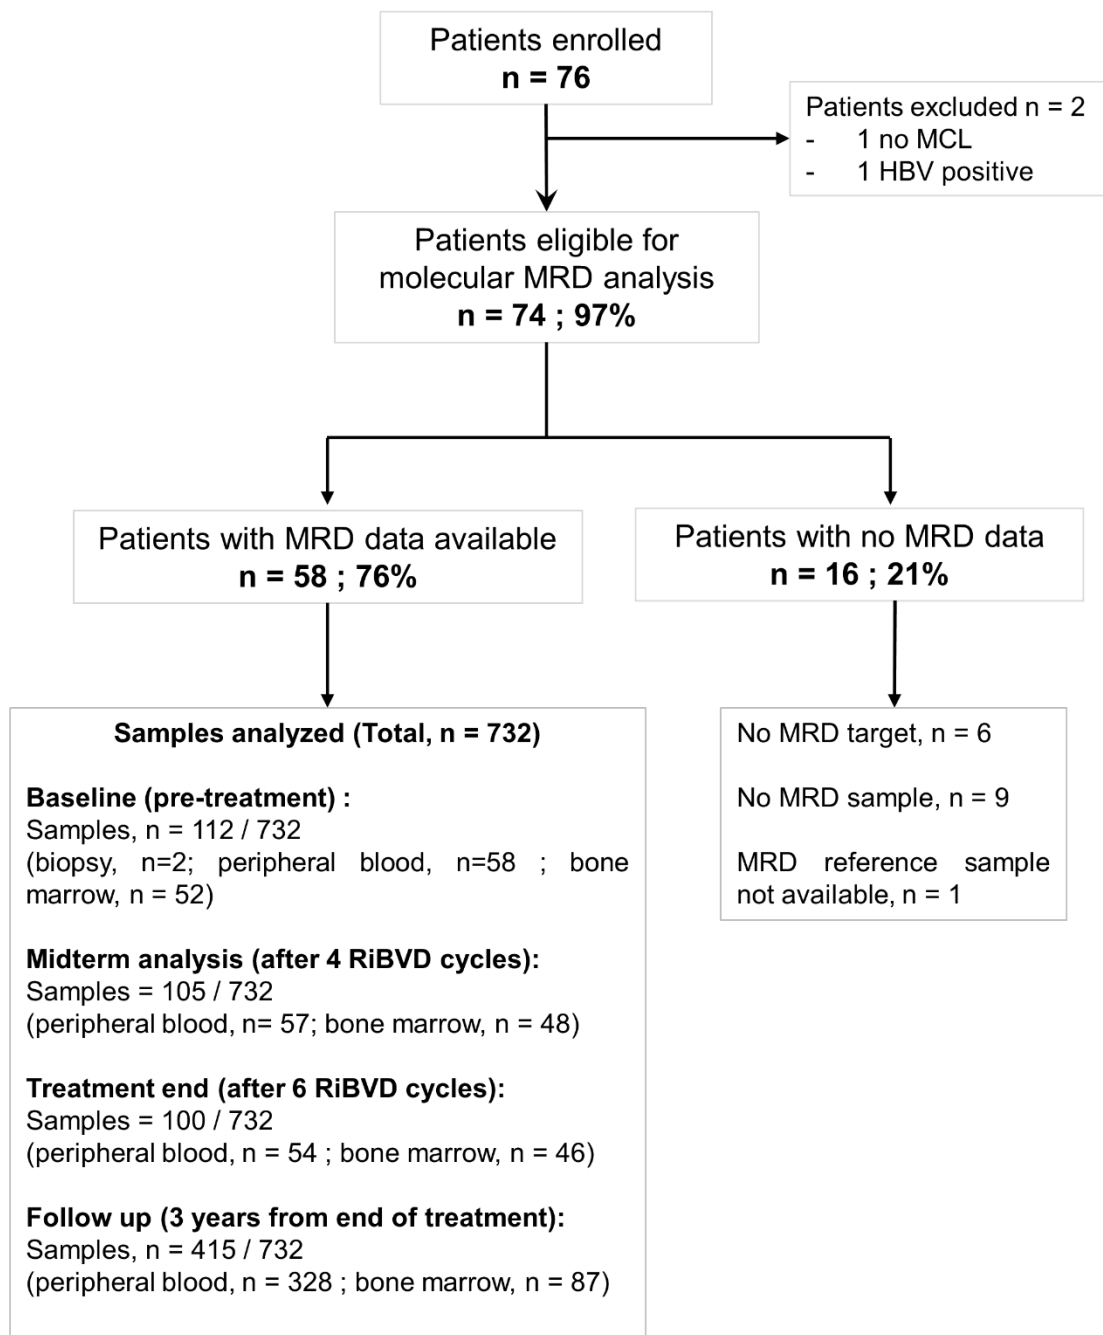 Patients enrolled
n = 76
Patients excluded n = 2
- 1 no MCL
- 1 HBV positive
Patients eligible for
molecular MRD analysis
n = 74 ; 97%
Patients with MRD data available
n = 58 ; 76%
Patients with no MRD data
n = 16 ; 21%
Samples analyzed (Total, n = 732)
Baseline (pre-treatment) :
Samples, n = 112 / 732
(biopsy, n=2; peripheral blood, n=58 ; bone
marrow, n = 52)
Midterm analysis (after 4 RiBVD cycles):
Samples = 105 / 732
(peripheral blood, n= 57; bone marrow, n = 48)
Treatment end (after 6 RiBVD cycles):
Samples = 100 / 732
(peripheral blood, n = 54 ; bone marrow, n = 46)
Follow up (3 years from end of treatment):
Samples, n = 415 / 732
(peripheral blood, n = 328 ; bone marrow, n = 87)
No MRD target, n = 6
No MRD sample, n = 9
MRD reference sample
not available, n = 1